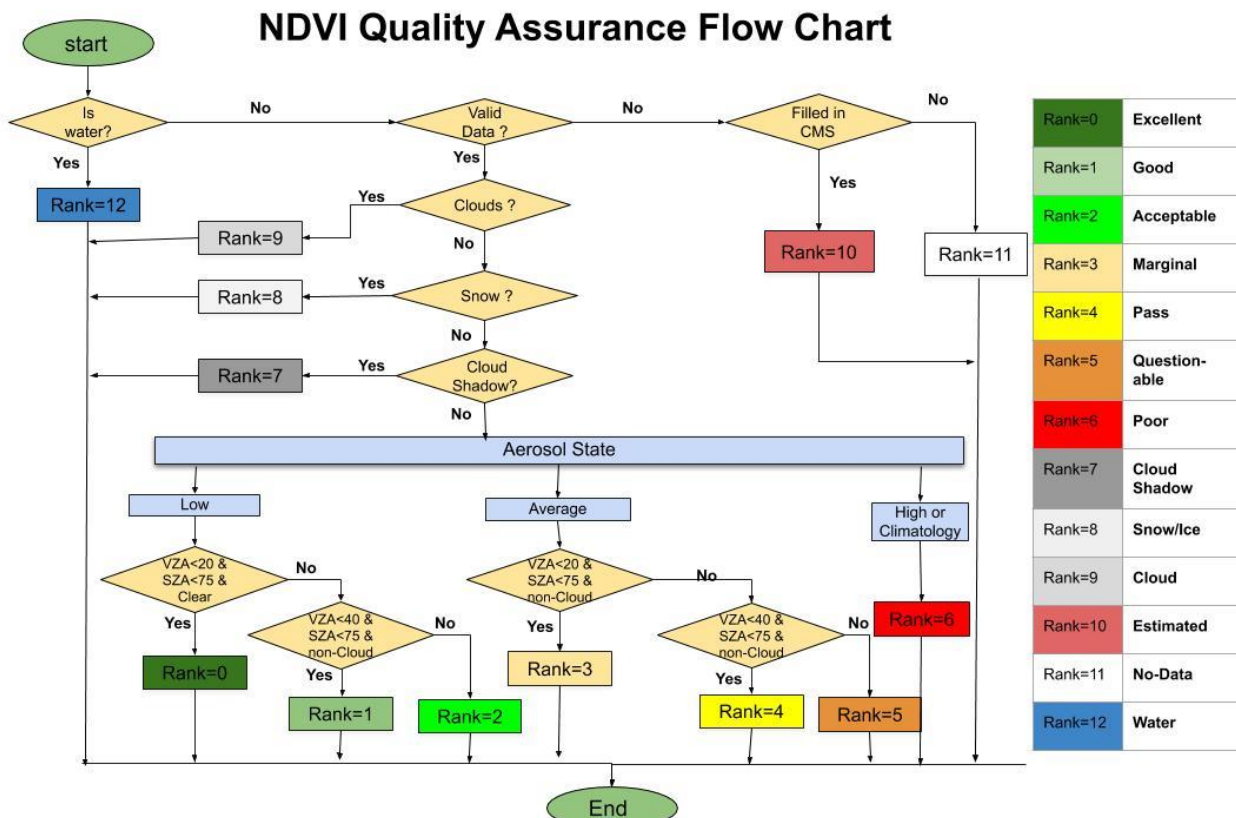 NDVI Quality Assurance Flow Chart
start
Is
water?
No
Valid
Data ?
No
Filled in
CMS
No
Yes
Yes
Yes
Rank=12
Clouds ?
Yes
Rank=9
No
Rank=10
Rank=11
Snow ?
Yes
Rank=8
No
Cloud
Shadow?
Yes
Rank=7
No
Aerosol State
Low
Average
High or
Climatology
VZA<20 &
SZA<75 &
Clear
No
Yes
VZA<40 &
SZA<75 &
non-Cloud
No
Yes
Rank=0
Rank=1
Rank=2
VZA<20 &
SZA<75 &
non-Cloud
No
Yes
Rank=3
VZA<40 &
SZA<75 &
non-Cloud
No
Yes
Rank=4
Rank=5
Rank=6
End
Rank=0 Excellent
Rank=1 Good
Rank=2 Acceptable
Rank=3 Marginal
Rank=4 Pass
Rank=5 Question-
able
Rank=6 Poor
Rank=7 Cloud
Shadow
Rank=8 Snow/Ice
Rank=9 Cloud
Rank=10 Estimated
Rank=11 No-Data
Rank=12 Water